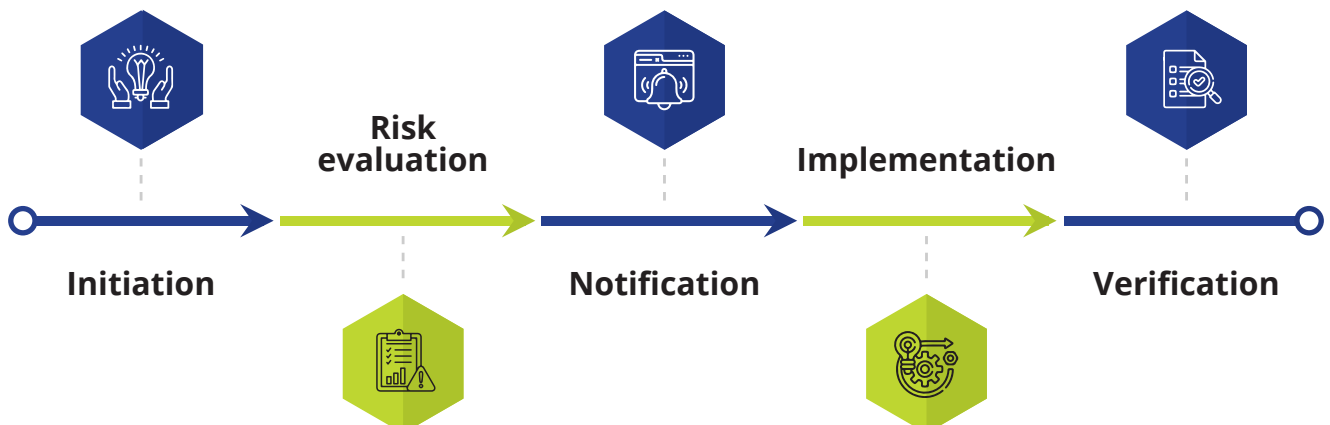 Initiation
Risk
evaluation
Notification
Implementation
Verification